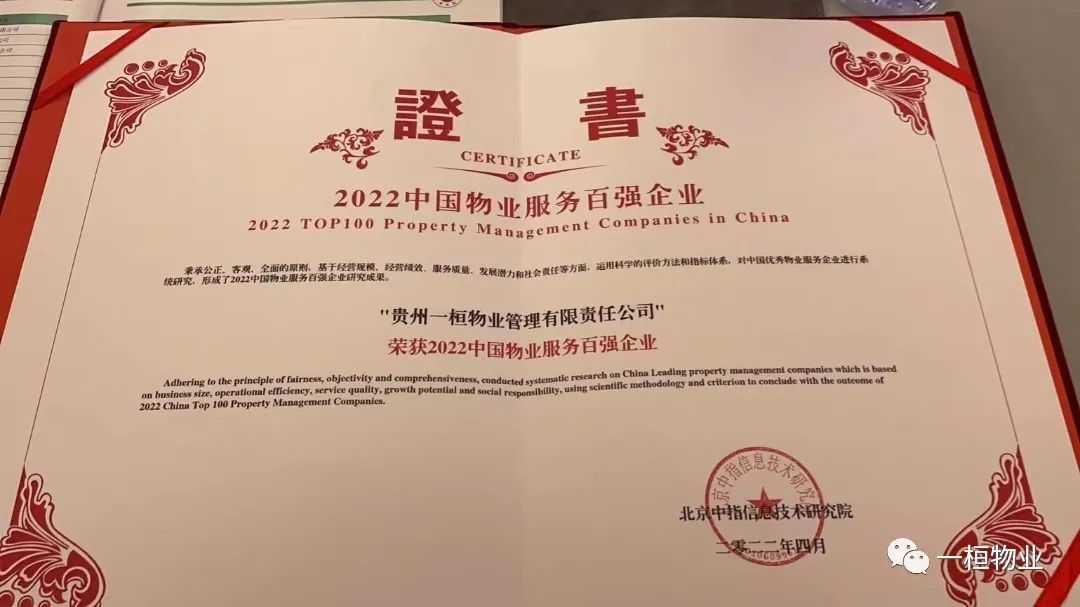 證 書
CERTIFICATE
2022中国物业服务百强企业
2022 TOP100 Property Management Companies in China
秉承公正、客观、全面的原则，基于经营规模、经营绩效、服务质量、发展潜力和社会责任等方面，运用科学的评价方法和指标体系，对中国优秀物业服务企业进行系
统研究，形成了2022中国物业服务百强企业研究成果。
"贵州一桓物业管理有限责任公司"
荣获2022中国物业服务百强企业
Adhering to the principle of fairness, objectivity and comprehensiveness, conducted systematic research on China Leading property management companies which is based
on business size, operational efficiency, service quality, growth potential and social responsibility, using scientific methodology and criterion to conclude with the outcome of
2022 China Top 100 Property Management Companies.
北京中指信息技术研究院
北京中指信息技术研究院
二零二二年四月
一桓物业